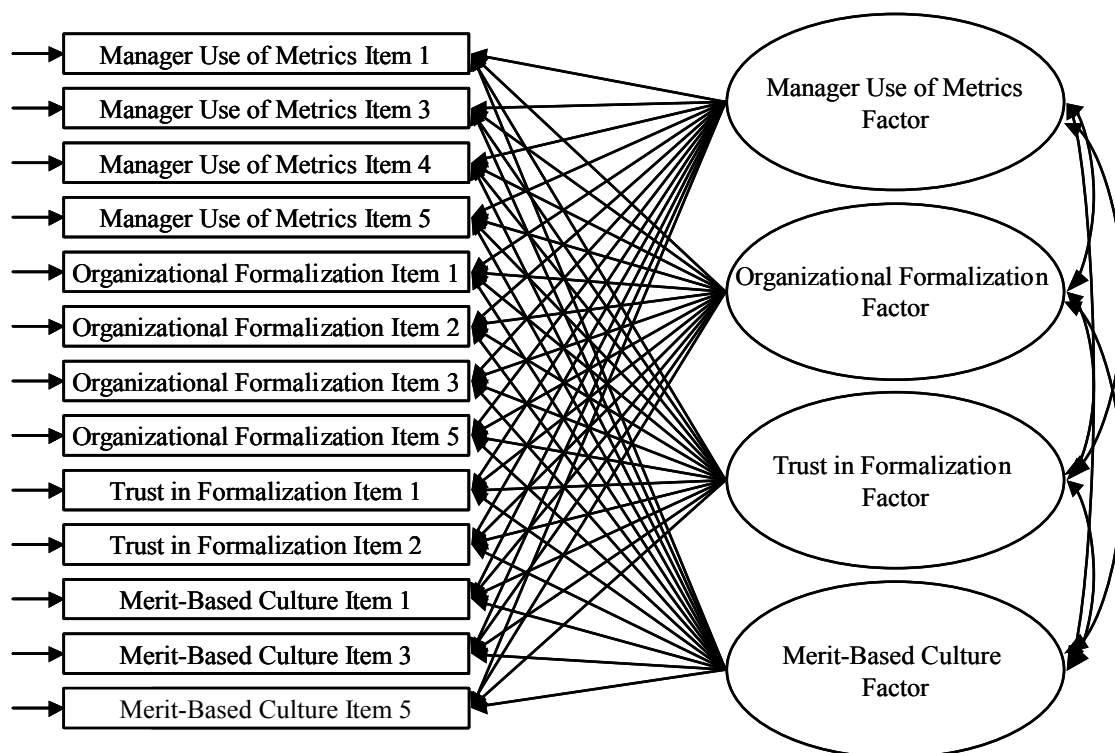 Manager Use of Metrics Item 1
Manager Use of Metrics Item 3
Manager Use of Metrics Item 4
Manager Use of Metrics Item 5
Organizational Formalization Item 1
Organizational Formalization Item 2
Organizational Formalization Item 3
Organizational Formalization Item 5
Trust in Formalization Item 1
Trust in Formalization Item 2
Merit-Based Culture Item 1
Merit-Based Culture Item 3
Merit-Based Culture Item 5
Manager Use of Metrics
Factor
Organizational Formalization
Factor
Trust in Formalization
Factor
Merit-Based Culture
Factor